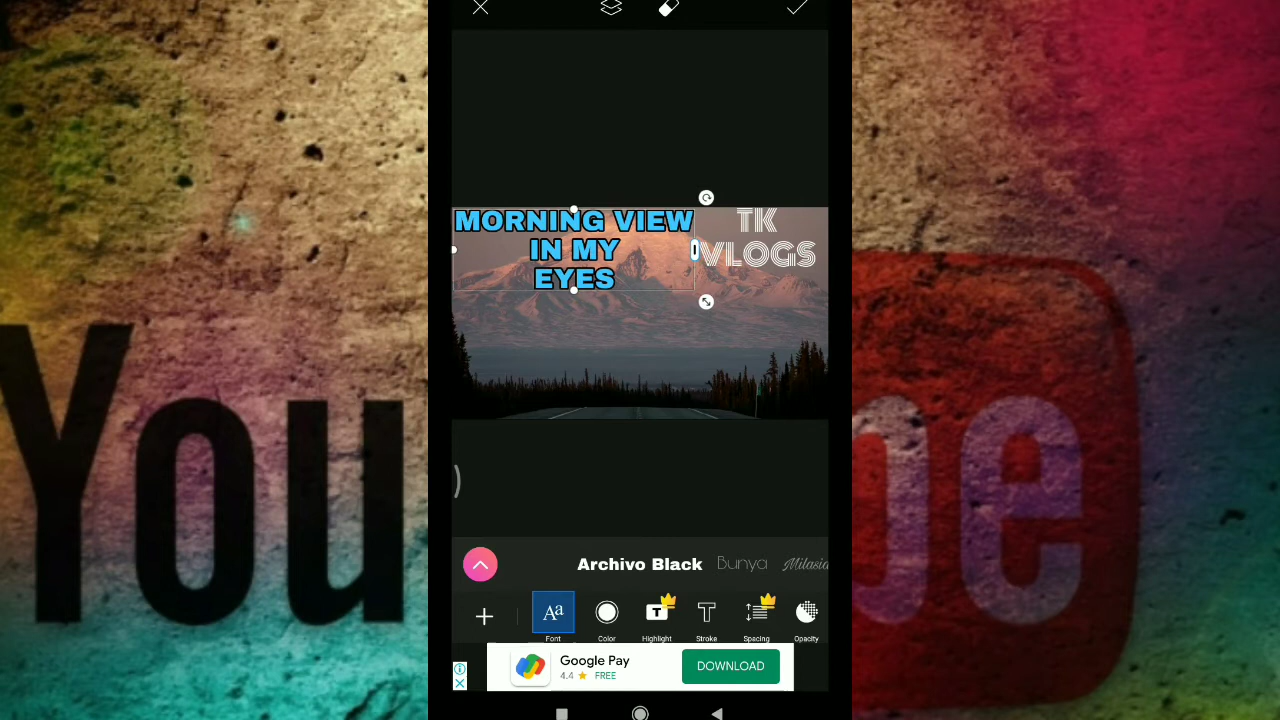 MORNING VIEW
IN MY
EYES
TK
VLOGS
You
be
Archivo Black Bunya Milasia
Aa
Font Color Highlight Stroke Spacing Opacity
Google Pay
4.4 FREE
DOWNLOAD